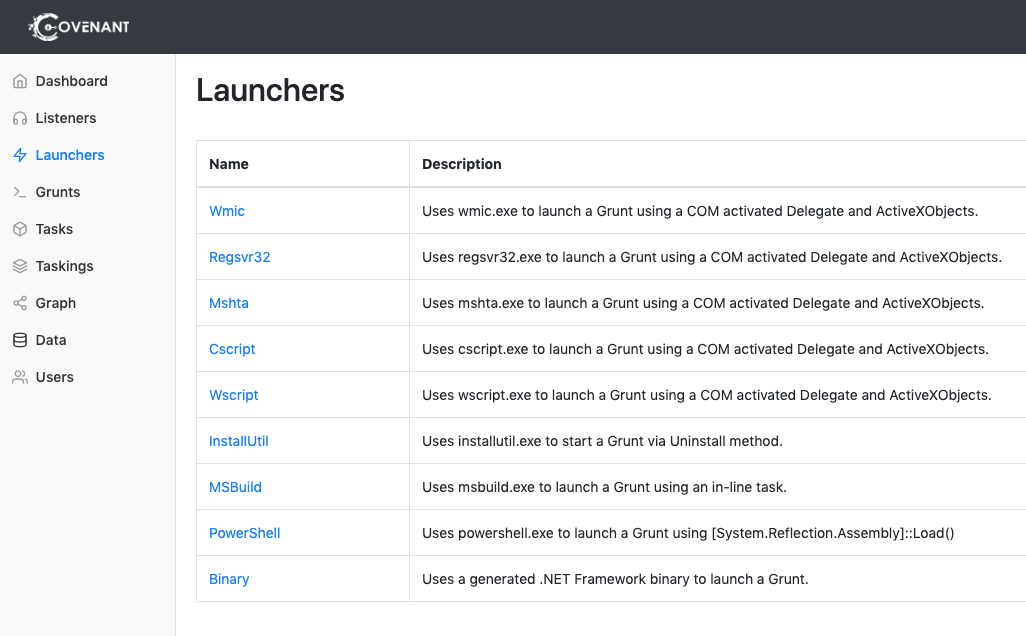 COVENANT
Dashboard
Listeners
Launchers
Grunts
Tasks
Taskings
Graph
Data
Users
Launchers
Name Description
Wmic Uses wmic.exe to launch a Grunt using a COM activated Delegate and ActiveXObjects.
Regsvr32 Uses regsvr32.exe to launch a Grunt using a COM activated Delegate and ActiveXObjects.
Mshta Uses mshta.exe to launch a Grunt using a COM activated Delegate and ActiveXObjects.
Cscript Uses cscript.exe to launch a Grunt using a COM activated Delegate and ActiveXObjects.
Wscript Uses wscript.exe to launch a Grunt using a COM activated Delegate and ActiveXObjects.
InstallUtil Uses installutil.exe to start a Grunt via Uninstall method.
MSBuild Uses msbuild.exe to launch a Grunt using an in-line task.
PowerShell Uses powershell.exe to launch a Grunt using [System.Reflection.Assembly]::Load()
Binary Uses a generated .NET Framework binary to launch a Grunt.